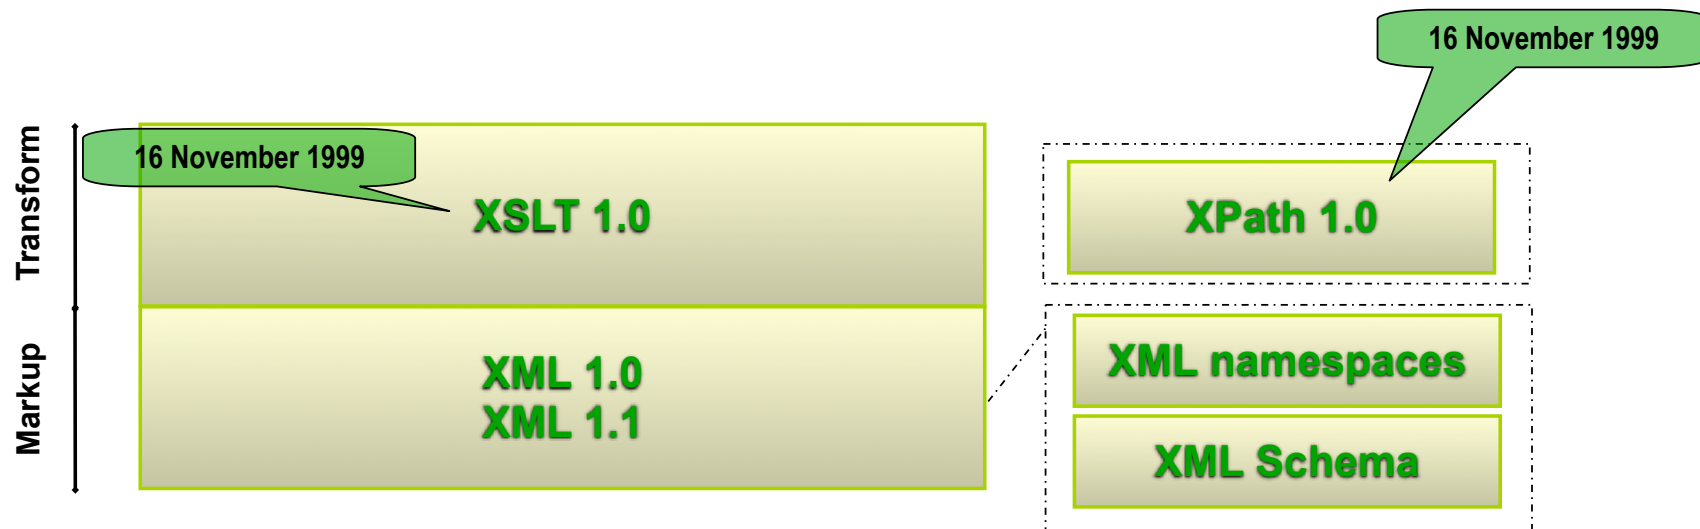 16 November 1999
Transform
16 November 1999
XSLT 1.0
XPath 1.0
Markup
XML 1.0
XML 1.1
XML namespaces
XML Schema